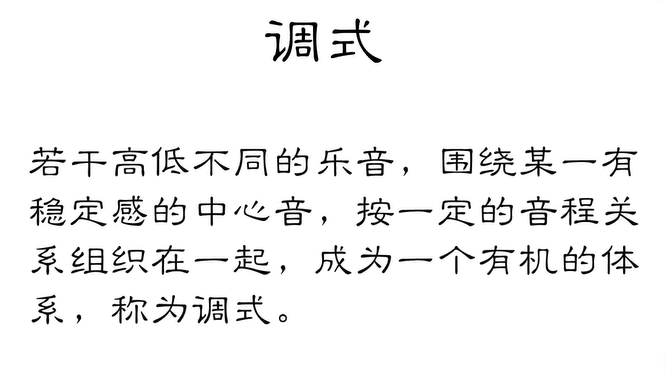 调式
若干高低不同的乐音，围绕某一有
稳定感的中心音，按一定的音程关
系组织在一起，成为一个有机的体
系，称为调式。